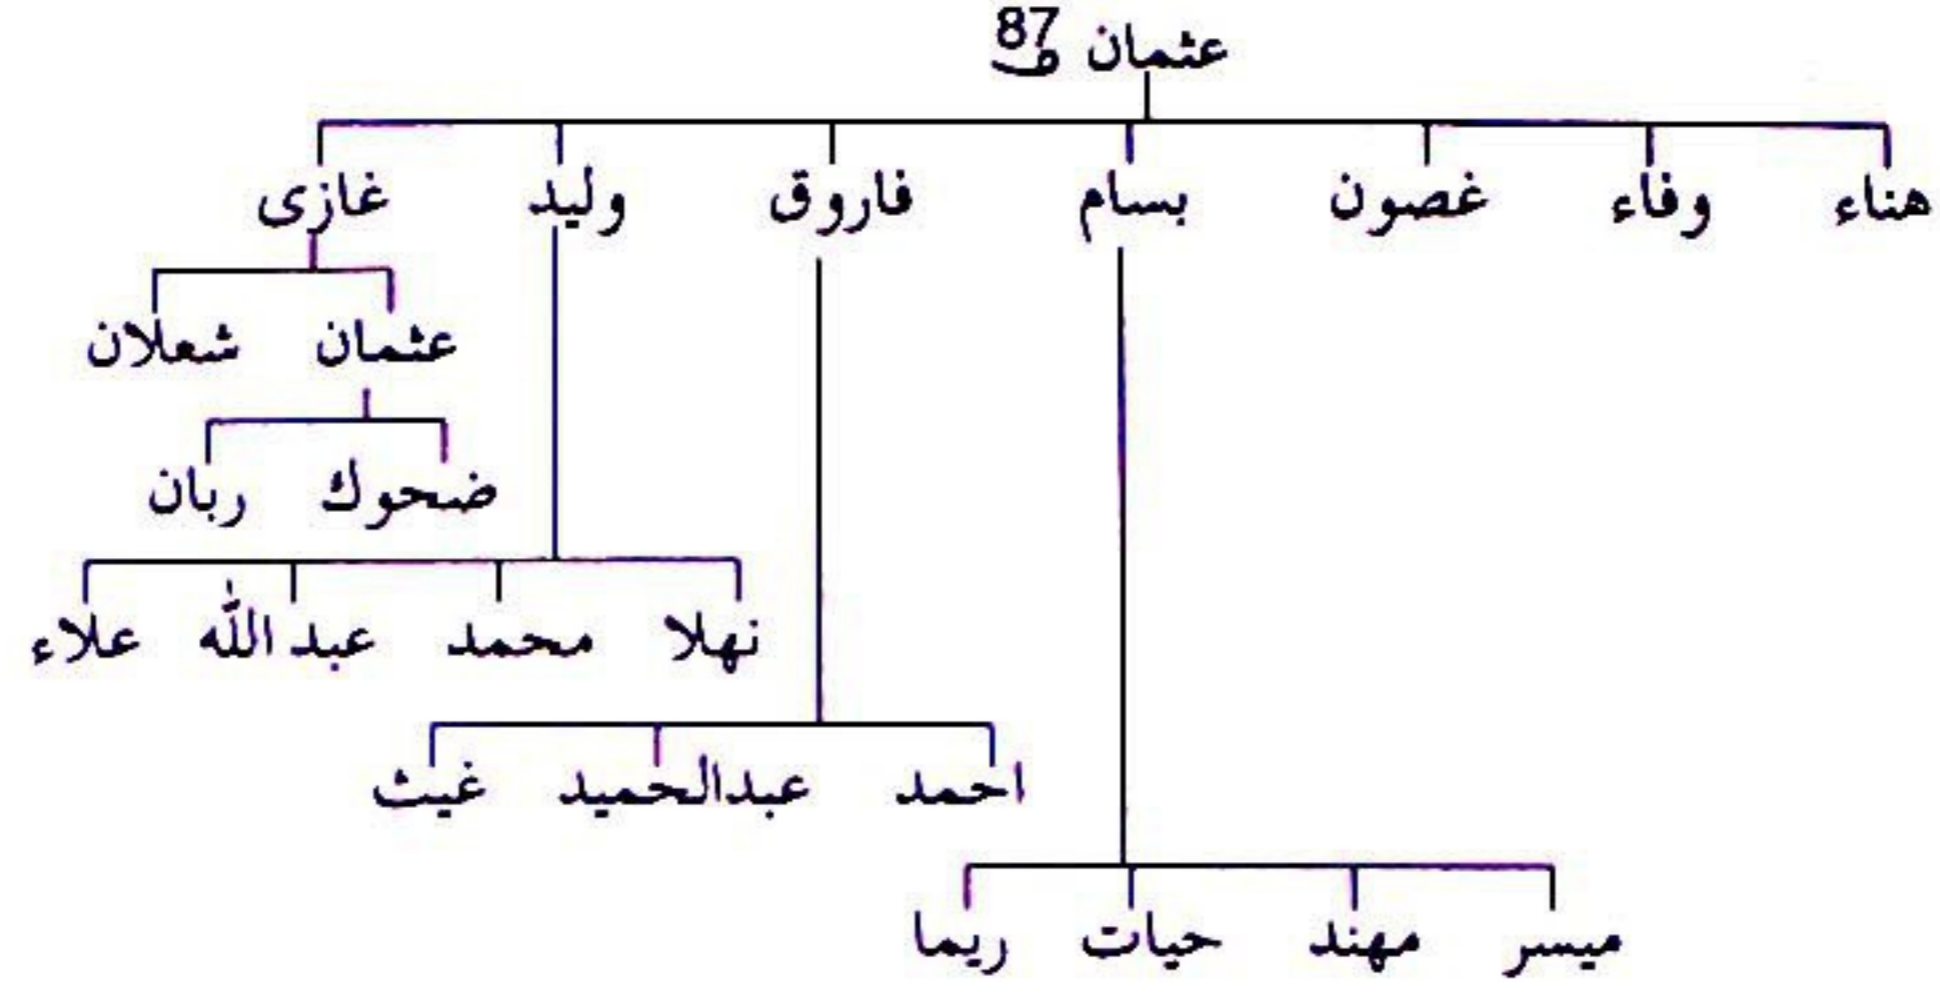 عثمان 87 ص
هناء وفاء غصون بسام فاروق وليد غازى
عثمان شعلان
ضحوك ربان
نهلا محمد عبد الله علاء
احمد عبدالحميد غيث
ميسر مهند حيات ريما